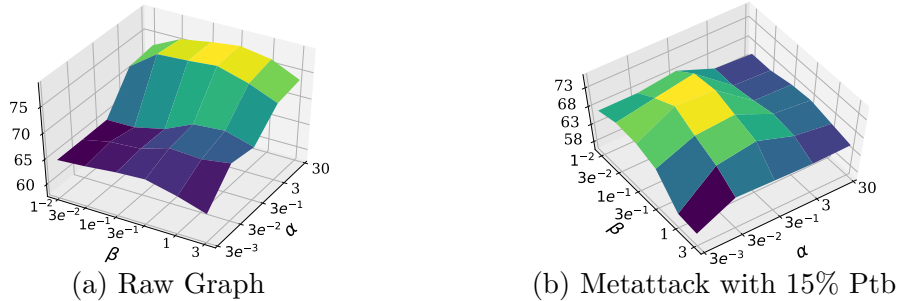 75
70
65
60
1⁻²
3e⁻²
1e⁻¹
3e⁻¹
1
3
β
3e⁻³
3e⁻²
3e⁻¹
3
30
α
(a) Raw Graph
73
68
63
58
1⁻²
3e⁻²
1e⁻¹
3e⁻¹
1
3
β
3e⁻³
3e⁻²
3e⁻¹
3
30
α
(b) Metattack with 15% Ptb